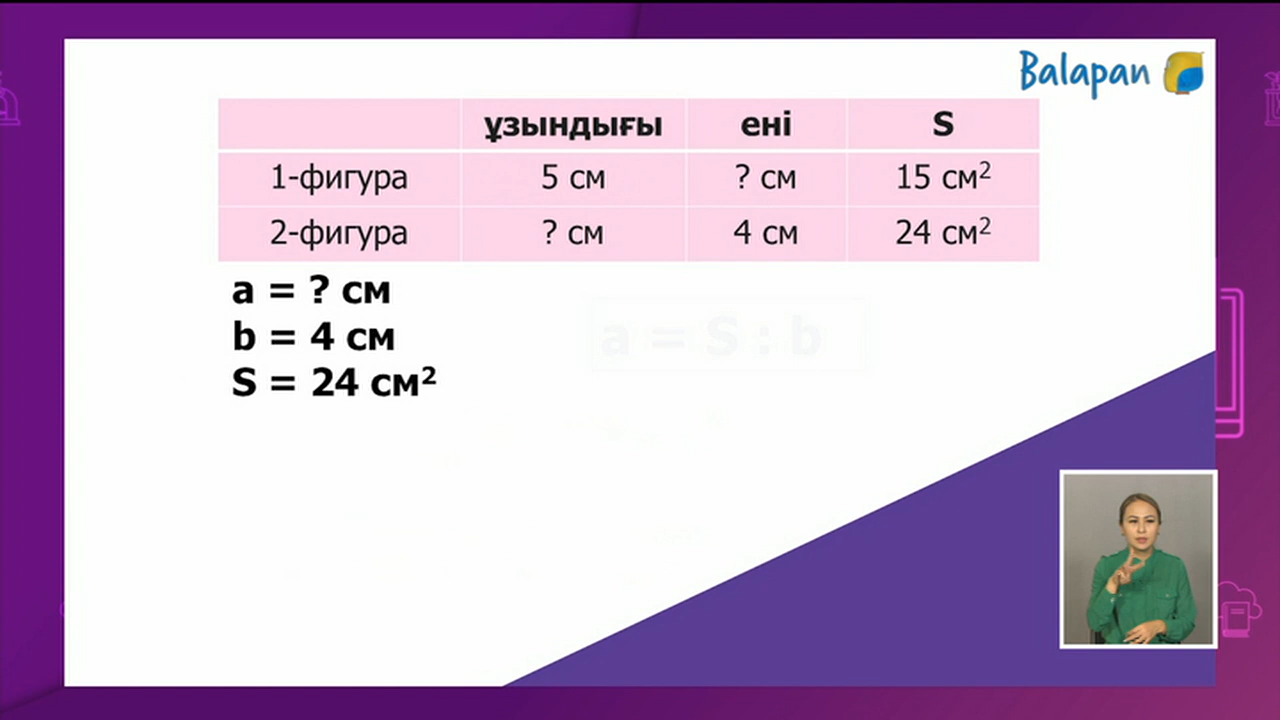 Balapan
ұзындығы ені S
1-фигура 5 см ? см 15 см²
2-фигура ? см 4 см 24 см²
a = ? см
b = 4 см
S = 24 см²
a = S : b